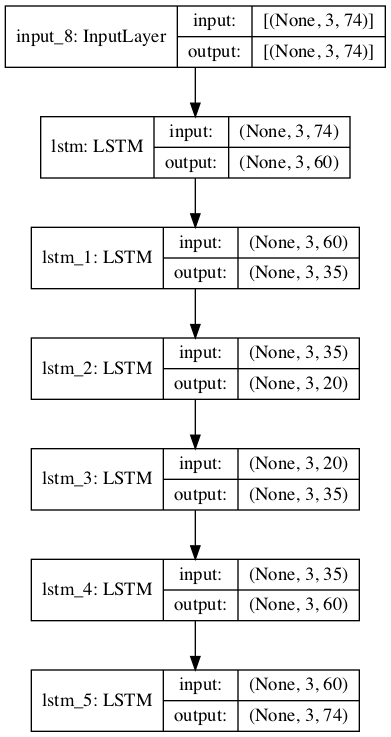 input_8: InputLayer input: [(None, 3, 74)]
output: [(None, 3, 74)]
lstm: LSTM input: (None, 3, 74)
output: (None, 3, 60)
lstm_1: LSTM input: (None, 3, 60)
output: (None, 3, 35)
lstm_2: LSTM input: (None, 3, 35)
output: (None, 3, 20)
lstm_3: LSTM input: (None, 3, 20)
output: (None, 3, 35)
lstm_4: LSTM input: (None, 3, 35)
output: (None, 3, 60)
lstm_5: LSTM input: (None, 3, 60)
output: (None, 3, 74)